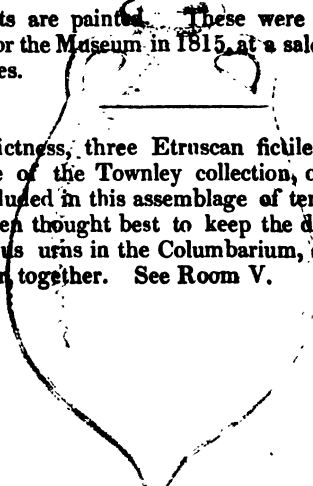 ts are painted. These were
or the Museum in 1815, at a sale
es.
ictness, three Etruscan fictile
e of the Townley collection, o
luded in this assemblage of ter
en thought best to keep the d
us urns in the Columbarium,
together. See Room V.